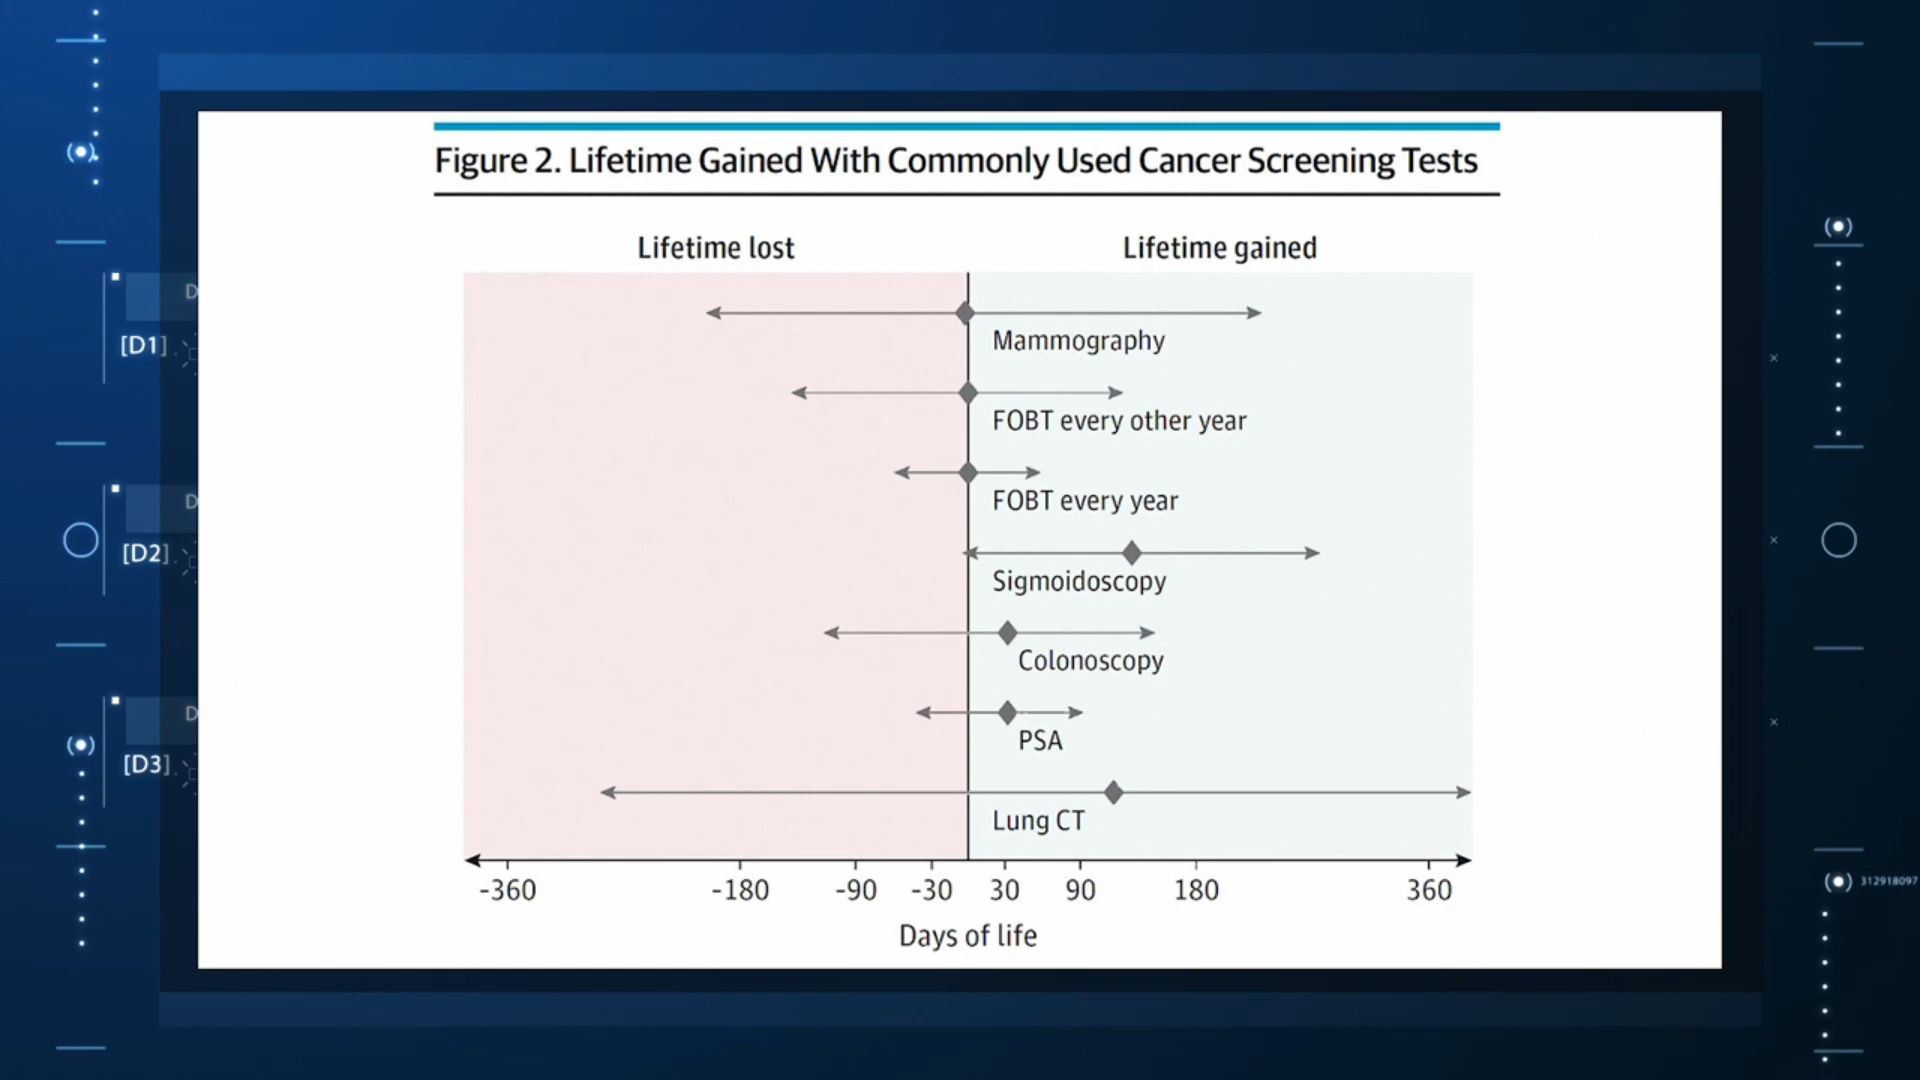 Figure 2. Lifetime Gained With Commonly Used Cancer Screening Tests
Lifetime lost
Lifetime gained
Mammography
FOBT every other year
FOBT every year
Sigmoidoscopy
Colonoscopy
PSA
Lung CT
-360 -180 -90 -30 30 90 180 360
Days of life
D
[D1]
D
[D2]
D
[D3]
312918097